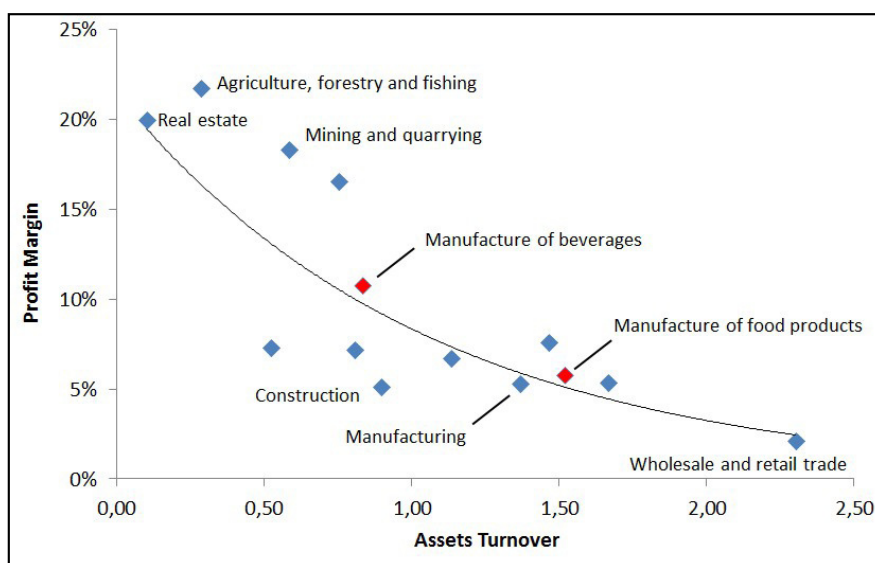 25%
Agriculture, forestry and fishing
20%
Real estate
Mining and quarrying
15%
Manufacture of beverages
10%
Manufacture of food products
5%
Construction
Manufacturing
Wholesale and retail trade
0%
0,00
0,50
1,00
1,50
2,00
2,50
Profit Margin
Assets Turnover